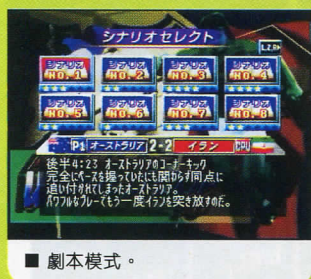 シナリオセレクト
L,Z,R
シナリオ シナリオ シナリオ シナリオ
NO.1 NO.2 NO.3 NO.4
シナリオ シナリオ シナリオ シナリオ
NO.5 NO.6 NO.7 NO.8
P1 オーストラリア 2-2 イラン CPU
後半4:23 オーストラリアのコーナーキック
完全にペースを握っていたにも関わらず同点に
追い付かれてしまったオーストラリア。
パワフルなプレーでもう一度イランを突き放すのだ。
■ 劇本模式。